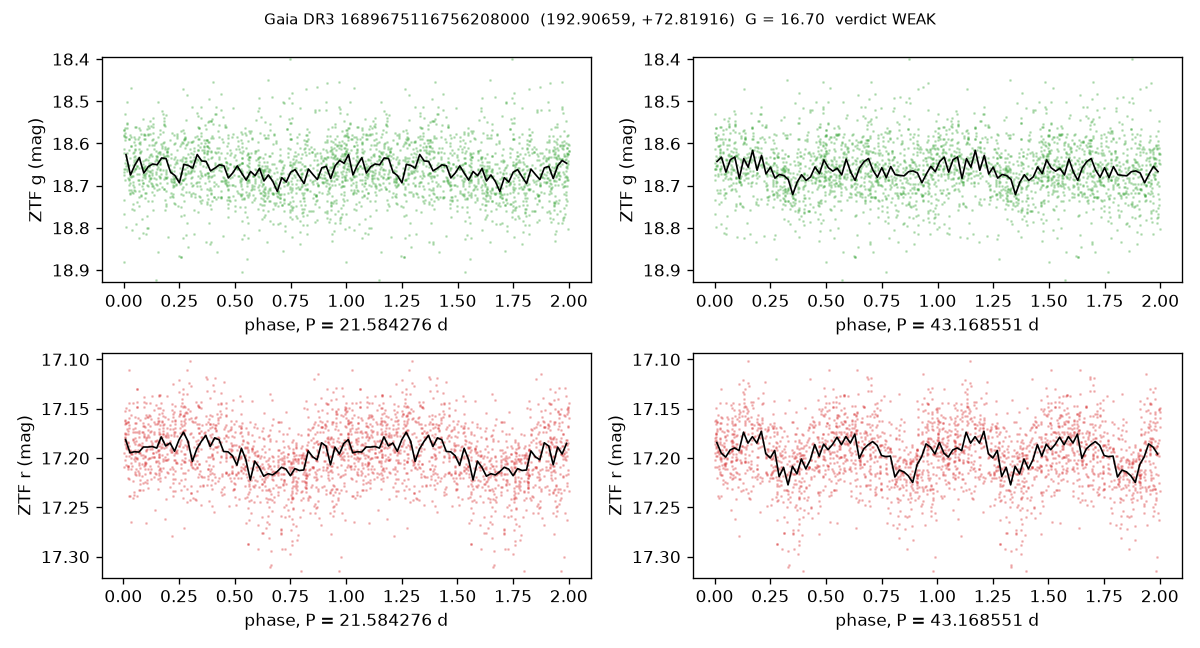 Gaia DR3 1689675116756208000 (192.90659, +72.81916) G = 16.70 verdict WEAK
ZTF g (mag)
18.4
18.5
18.6
18.7
18.8
18.9
0.00 0.25 0.50 0.75 1.00 1.25 1.50 1.75 2.00
phase, P = 21.584276 d
18.4
18.5
18.6
18.7
18.8
18.9
ZTF g (mag)
0.00 0.25 0.50 0.75 1.00 1.25 1.50 1.75 2.00
phase, P = 43.168551 d
ZTF r (mag)
17.10
17.15
17.20
17.25
17.30
0.00 0.25 0.50 0.75 1.00 1.25 1.50 1.75 2.00
phase, P = 21.584276 d
ZTF r (mag)
17.10
17.15
17.20
17.25
17.30
0.00 0.25 0.50 0.75 1.00 1.25 1.50 1.75 2.00
phase, P = 43.168551 d